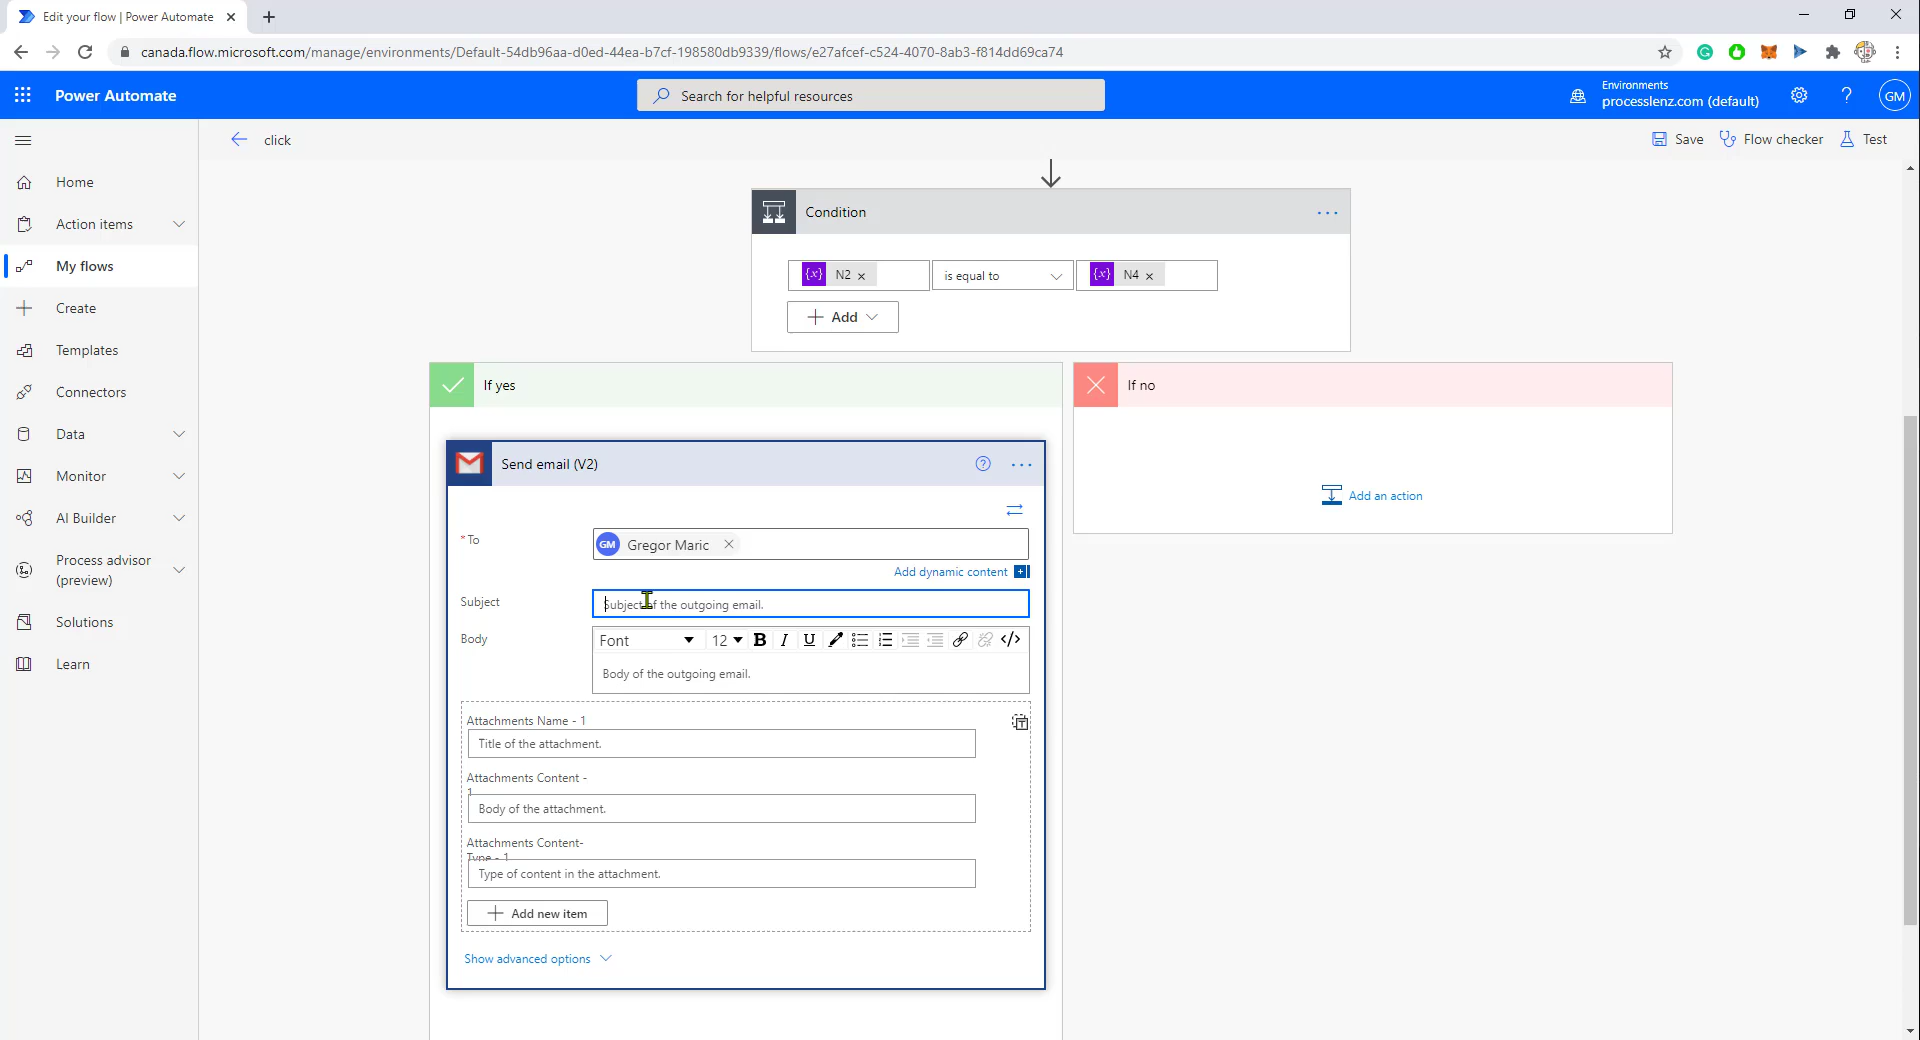 Edit your flow | Power Automate
canada.flow.microsoft.com/manage/environments/Default-54db96aa-d0ed-44ea-b7cf-198580db9339/flows/e27afcef-c524-4070-8ab3-f814dd69ca74
Power Automate
Search for helpful resources
Environments
processlenz.com (default)
GM
click
Save
Flow checker
Test
Home
Action items
My flows
Create
Templates
Connectors
Data
Monitor
AI Builder
Process advisor
(preview)
Solutions
Learn
Condition
N2
is equal to
N4
Add
If yes
If no
Add an action
Send email (V2)
* To
GM Gregor Maric
Add dynamic content
Subject
Subject of the outgoing email.
Body
Font 12 B I U </>
Body of the outgoing email.
Attachments Name - 1
Title of the attachment.
Attachments Content -
1
Body of the attachment.
Attachments Content-
Type - 1
Type of content in the attachment.
Add new item
Show advanced options